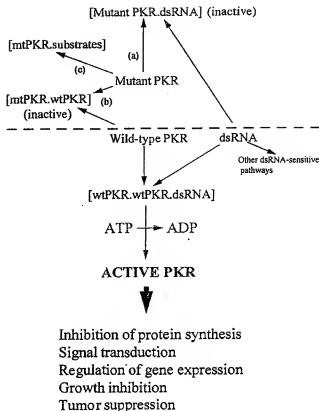 [Mutant PKR.dsRNA] (inactive)
[mtPKR.substrates]
(a)
(c)
Mutant PKR
[mtPKR.wtPKR]
(b)
(inactive)
Wild-type PKR
dsRNA
Other dsRNA-sensitive
pathways
[wtPKR.wtPKR.dsRNA]
ATP
ADP
ACTIVE PKR
Inhibition of protein synthesis
Signal transduction
Regulation of gene expression
Growth inhibition
Tumor suppression